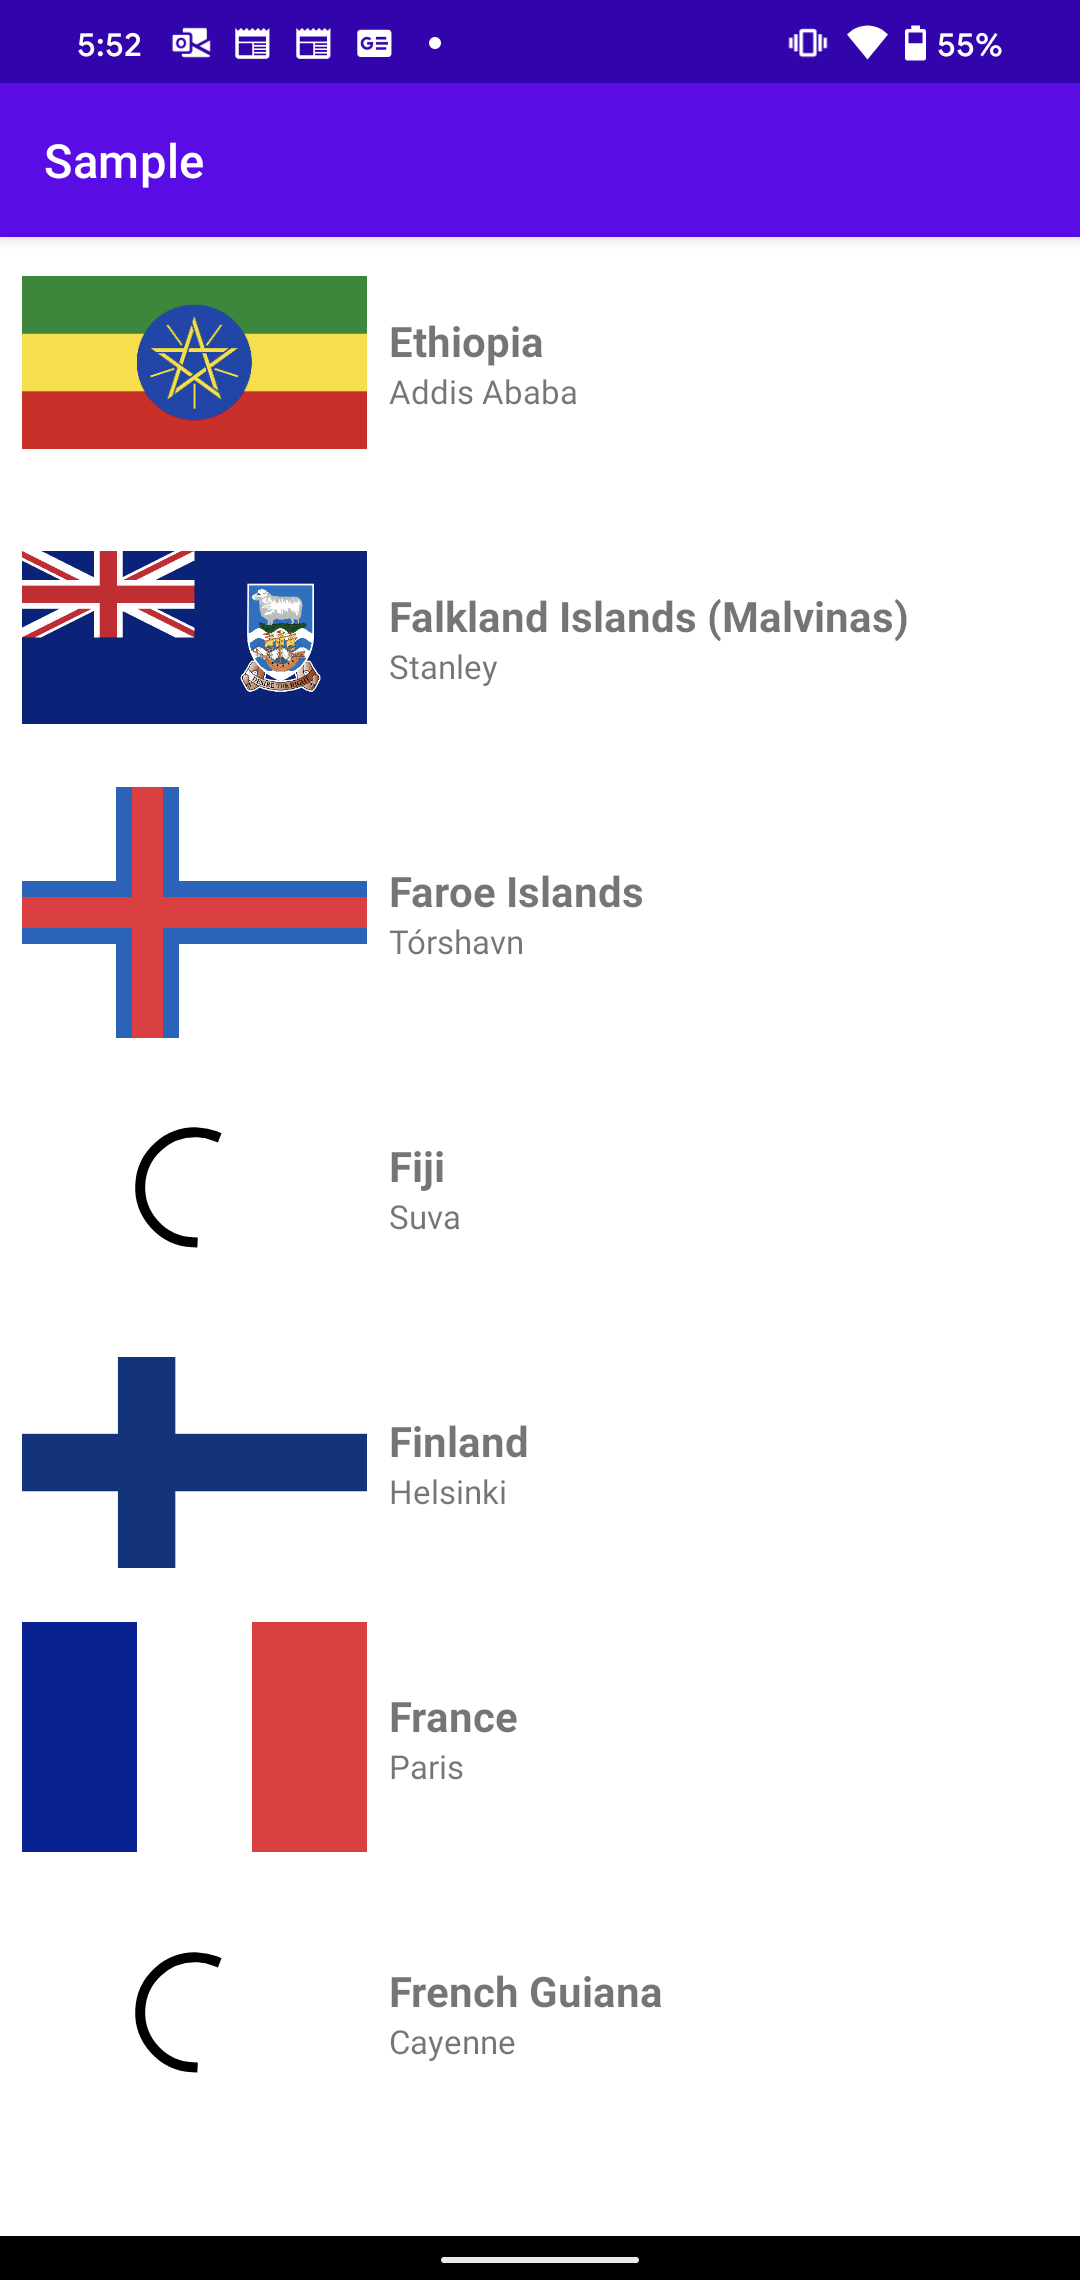 5:52
55%
Sample
Ethiopia
Addis Ababa
Falkland Islands (Malvinas)
Stanley
Faroe Islands
Tórshavn
Fiji
Suva
Finland
Helsinki
France
Paris
French Guiana
Cayenne